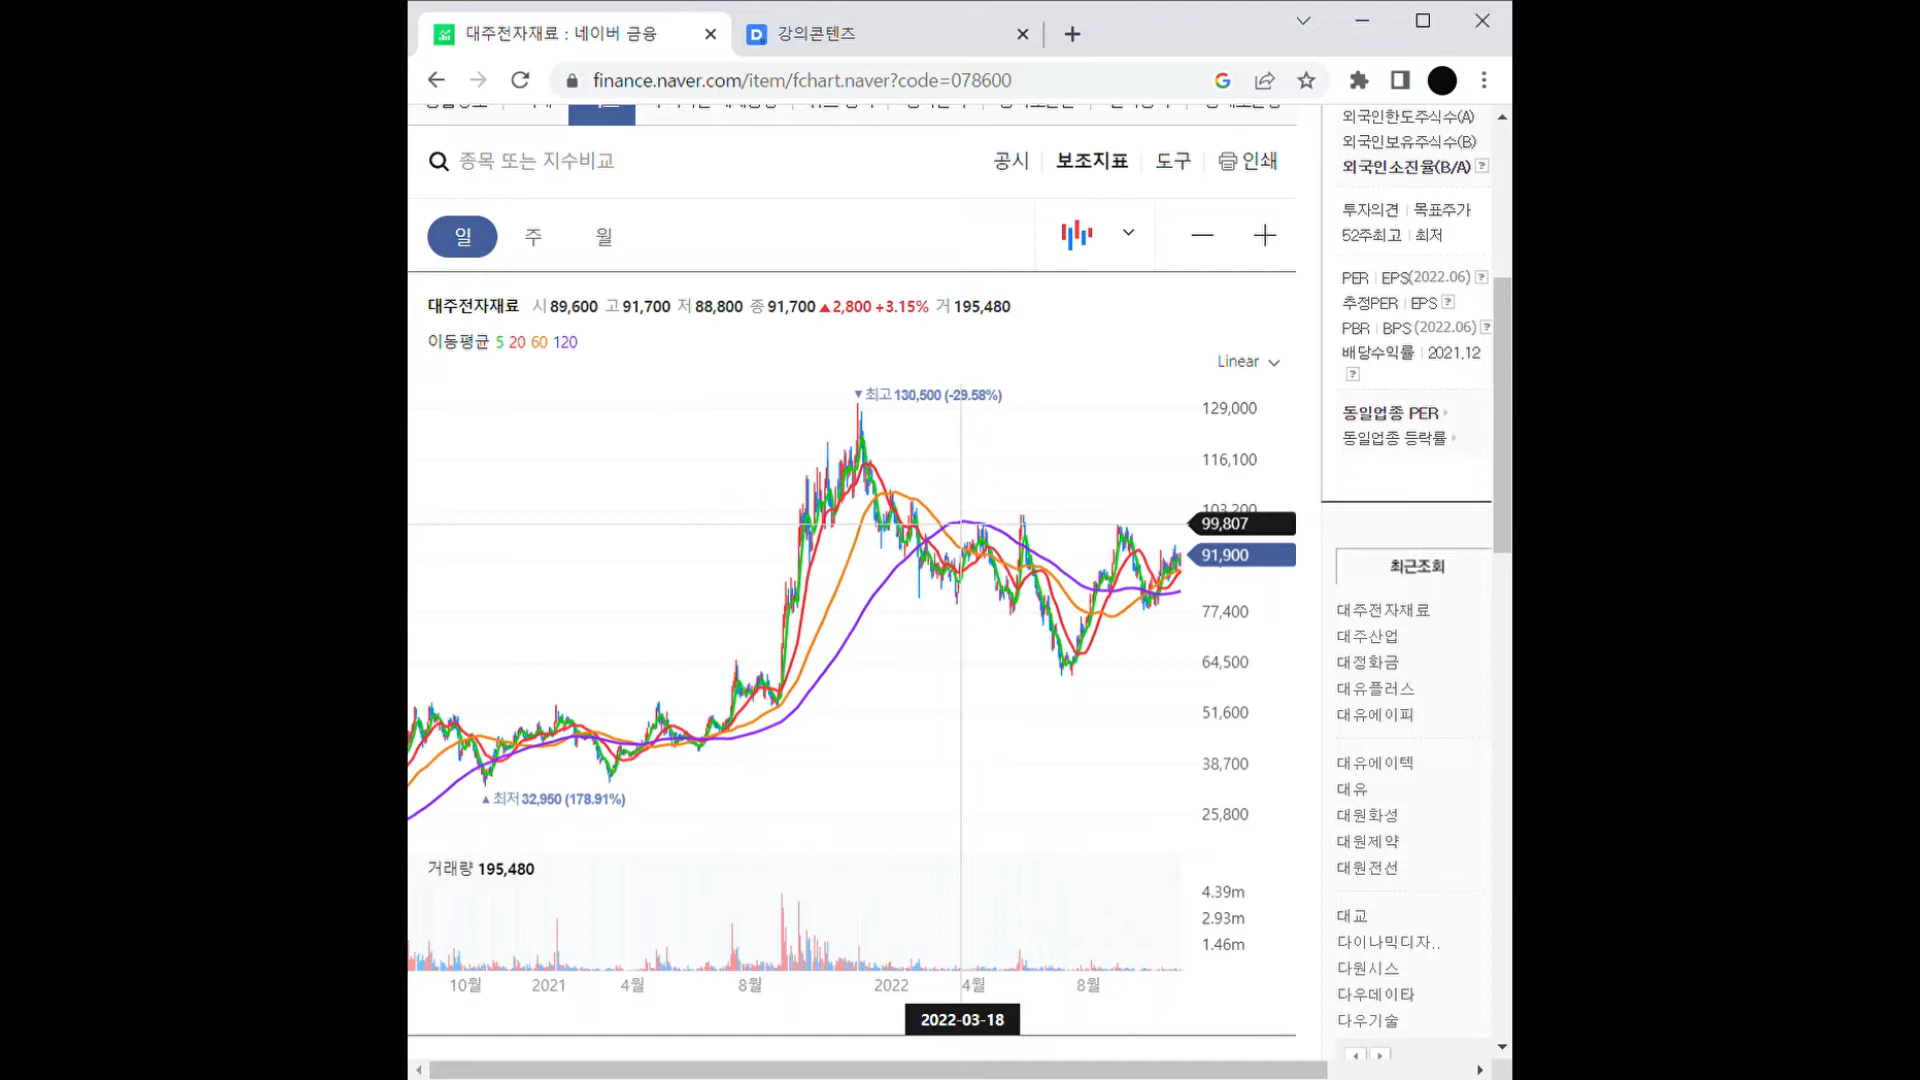 대주전자재료 : 네이버 금융
강의콘텐츠
finance.naver.com/item/fchart.naver?code=078600
종목 또는 지수비교
공시
보조지표
도구
인쇄
일
주
월
대주전자재료 시 89,600 고 91,700 저 88,800 종 91,700 ▲2,800 +3.15% 거 195,480
이동평균 5 20 60 120
Linear
▼최고 130,500 (-29.58%)
129,000
116,100
103,200
99,807
91,900
77,400
64,500
51,600
38,700
25,800
▲최저 32,950 (178.91%)
거래량 195,480
4.39m
2.93m
1.46m
10월 2021 4월 8월 2022 4월 8월
2022-03-18
외국인한도주식수(A)
외국인보유주식수(B)
외국인소진율(B/A) ?
투자의견 | 목표주가
52주최고 | 최저
PER | EPS(2022.06) ?
추정PER | EPS ?
PBR | BPS (2022.06) ?
배당수익률 | 2021.12
?
동일업종 PER
동일업종 등락률
최근조회
대주전자재료
대주산업
대정화금
대유플러스
대유에이피
대유에이텍
대유
대원화성
대원제약
대원전선
대교
다이나믹디자..
다원시스
다우데이타
다우기술